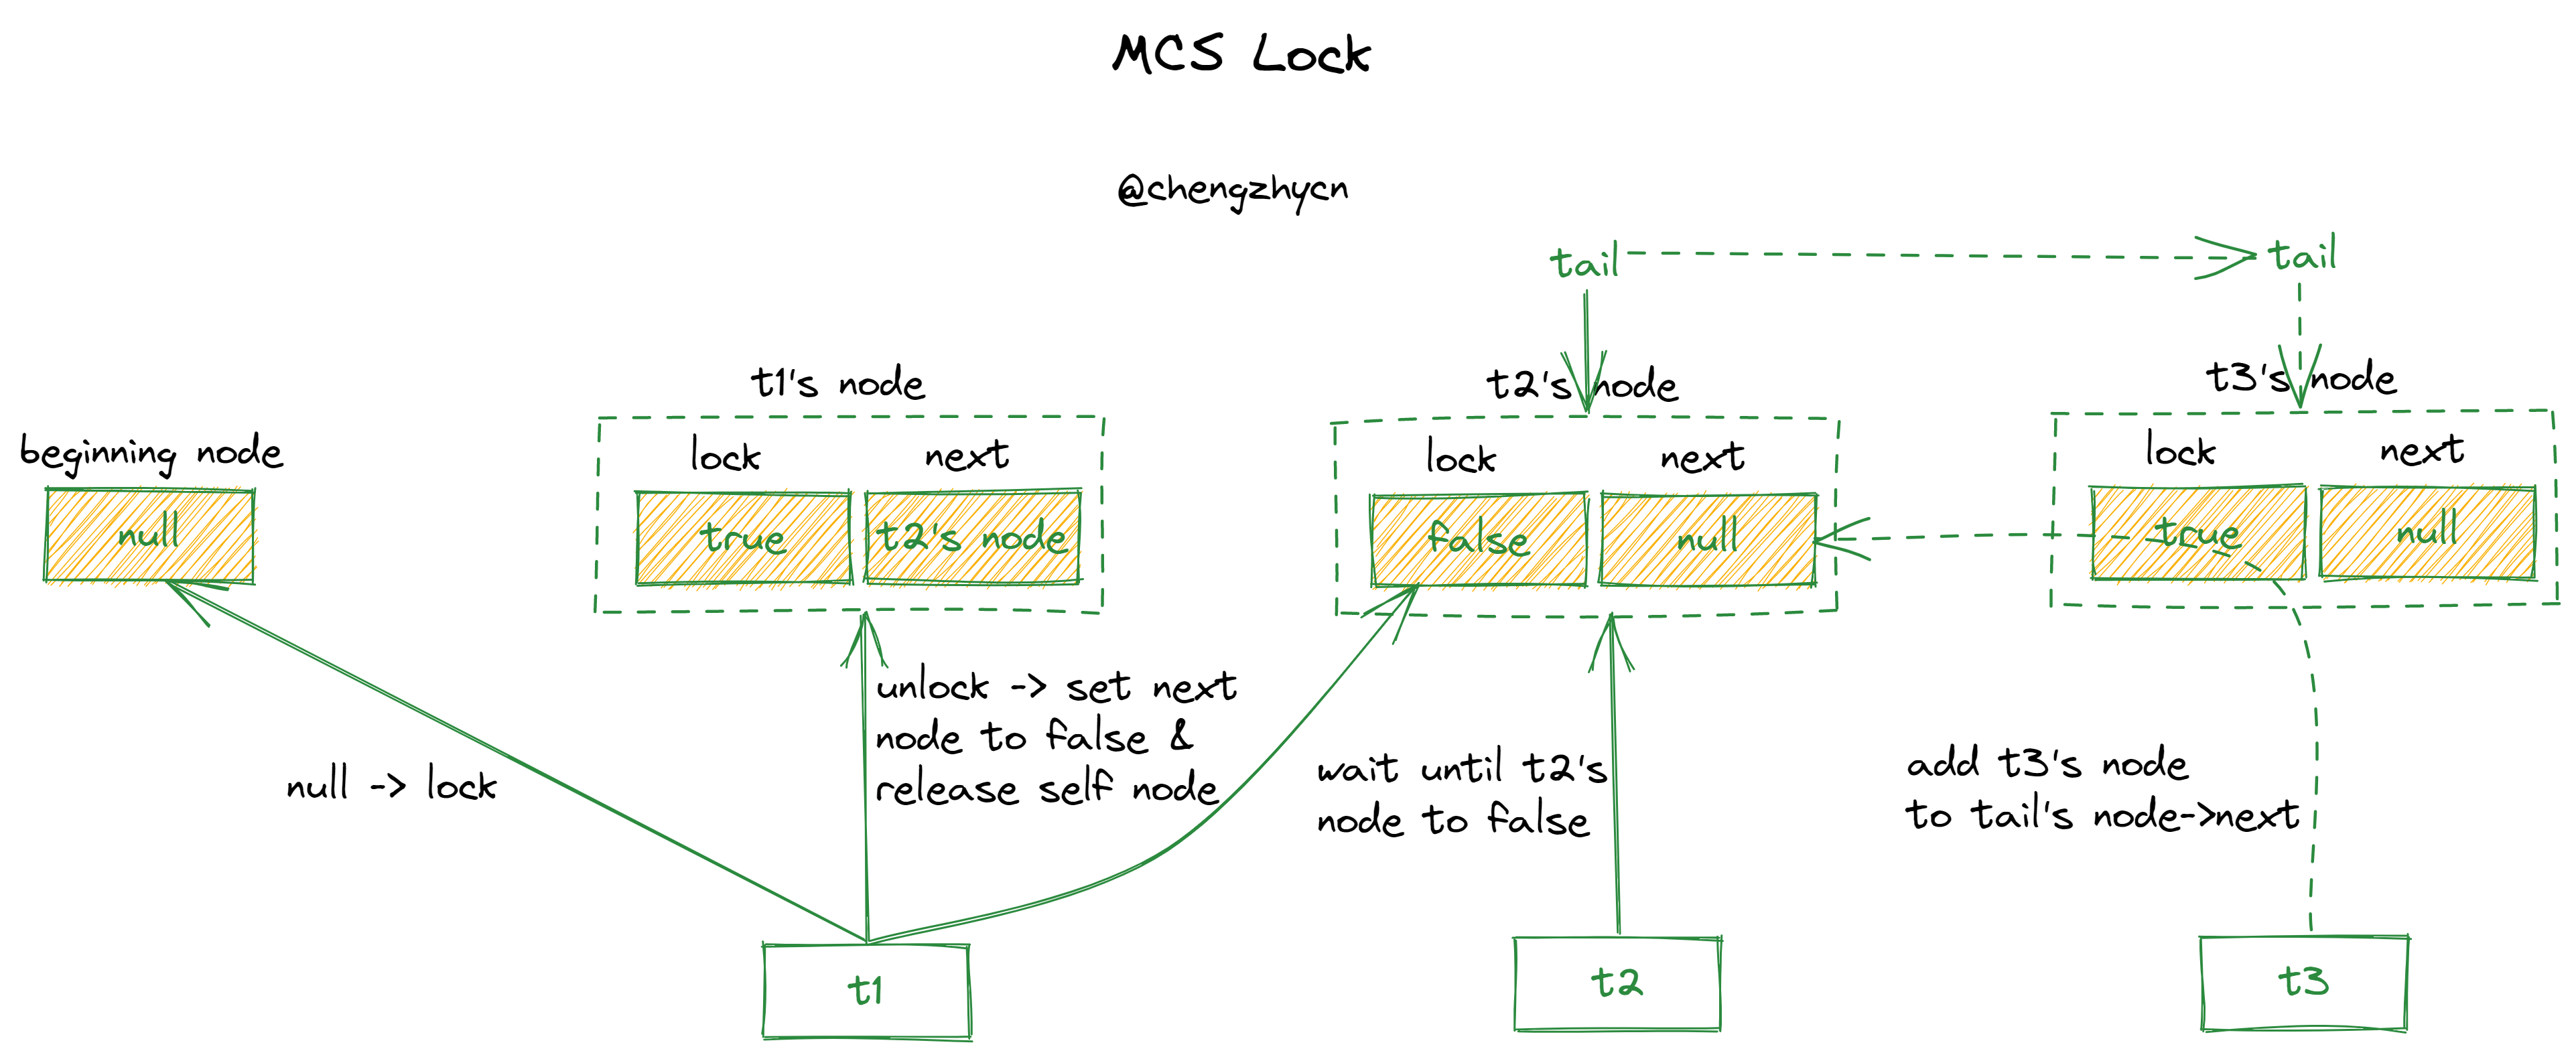 MCS Lock
@chengzhycn
tail
tail
t1's node
t2's node
t3's node
beginning node
lock
next
lock
next
lock
next
null
true
t2's node
false
null
true
null
unlock -> set next
node to false &
release self node
null -> lock
wait until t2's
node to false
add t3's node
to tail's node->next
t1
t2
t3